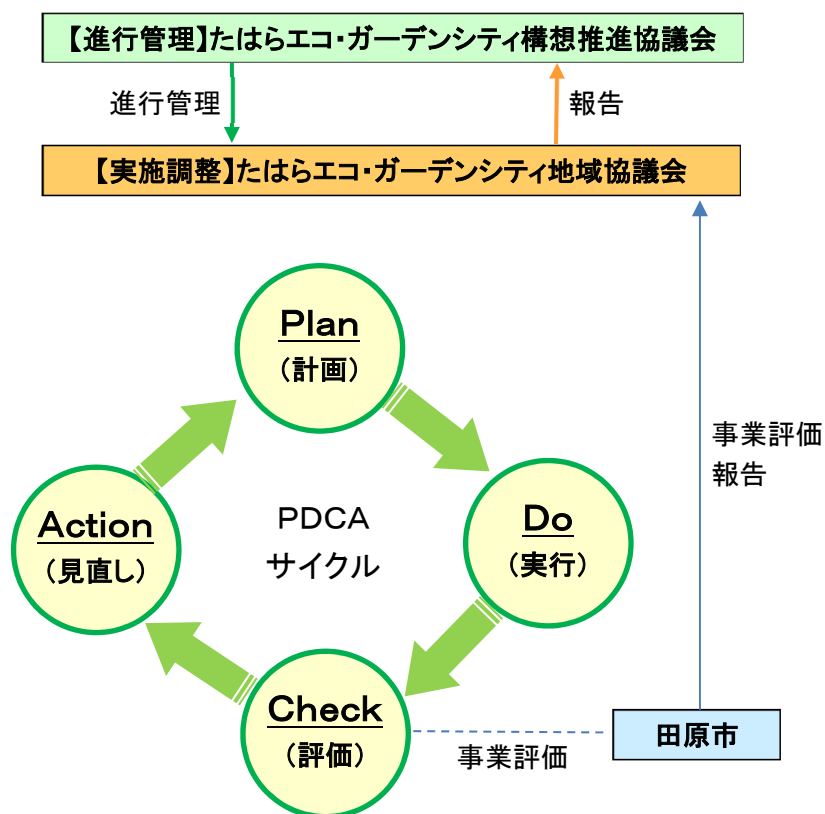 【進行管理】たはらエコ・ガーデンシティ構想推進協議会
進行管理
報告
【実施調整】たはらエコ・ガーデンシティ地域協議会
Plan
（計画）
事業評価
報告
Action
（見直し）
PDCA
サイクル
Do
（実行）
Check
（評価）
事業評価
田原市